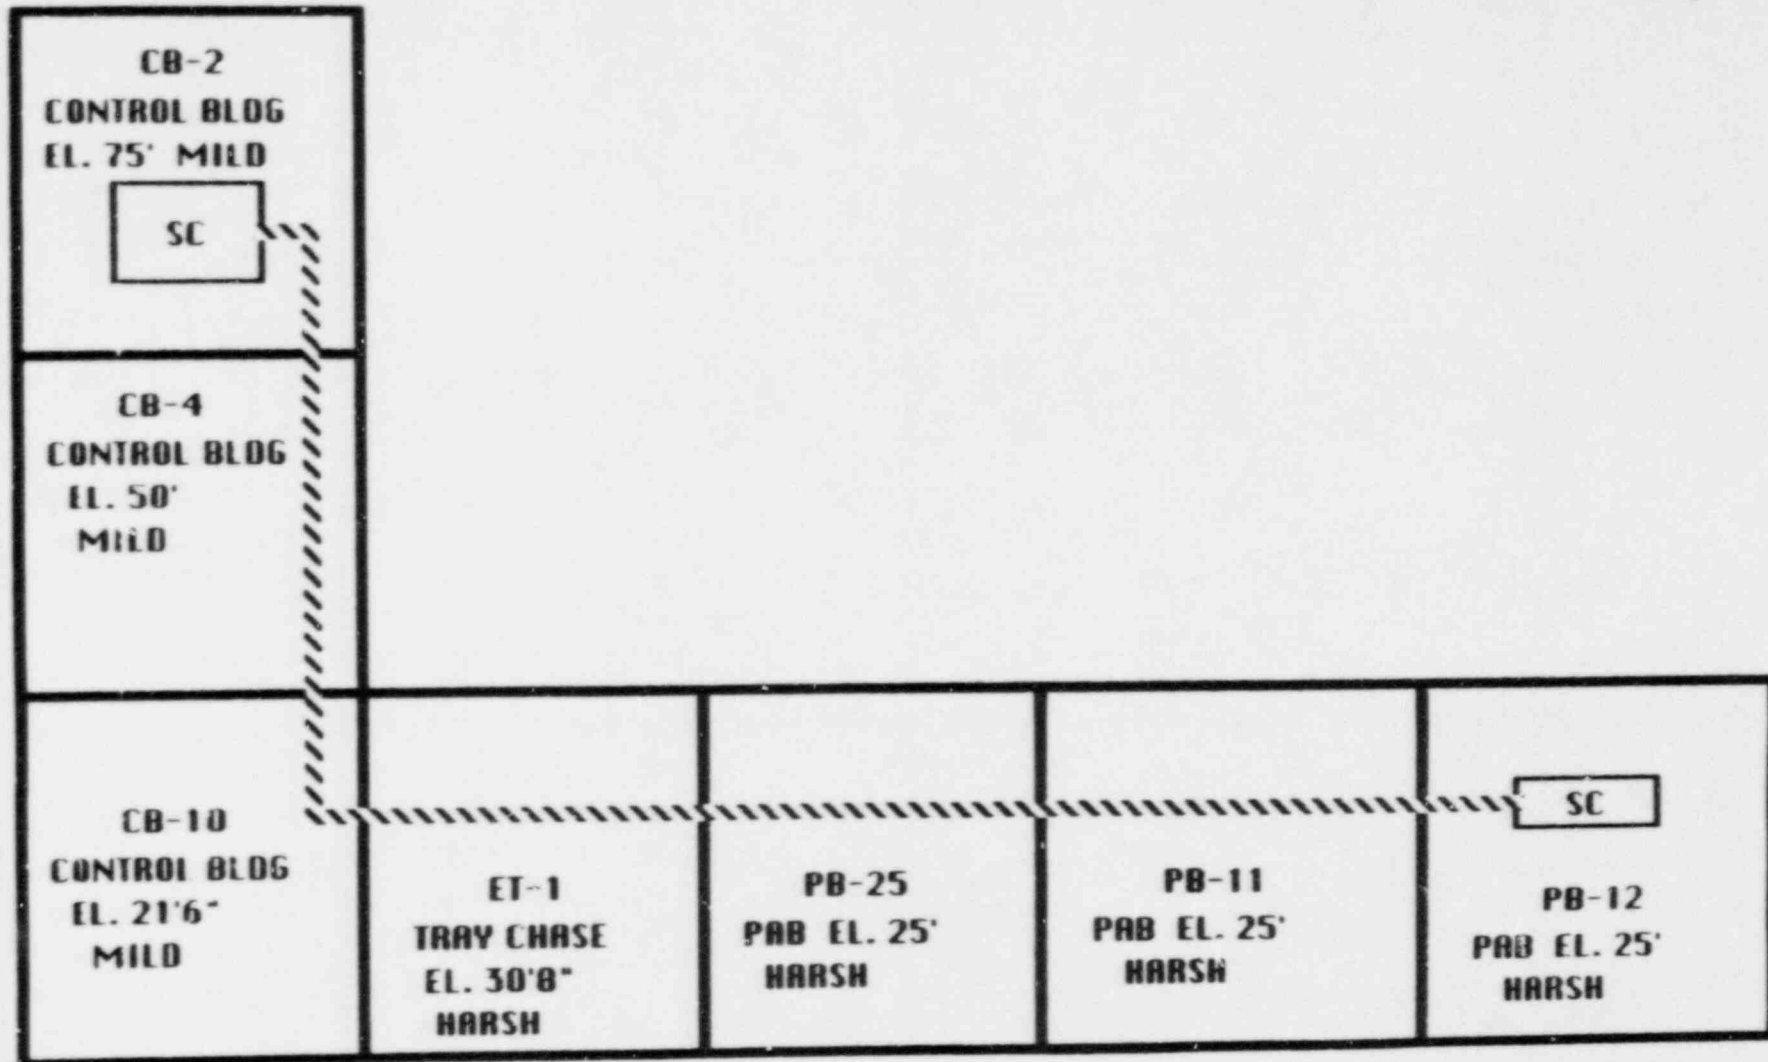 CB-2
CONTROL BLDG
EL. 75' MILD
SC
CB-4
CONTROL BLDG
EL. 50'
MILD
CB-10
CONTROL BLDG
EL. 21'6"
MILD
ET-1
TRAY CHASE
EL. 30'8"
HARSH
PB-25
PAB EL. 25'
HARSH
PB-11
PAB EL. 25'
HARSH
SC
PB-12
PAB EL. 25'
HARSH